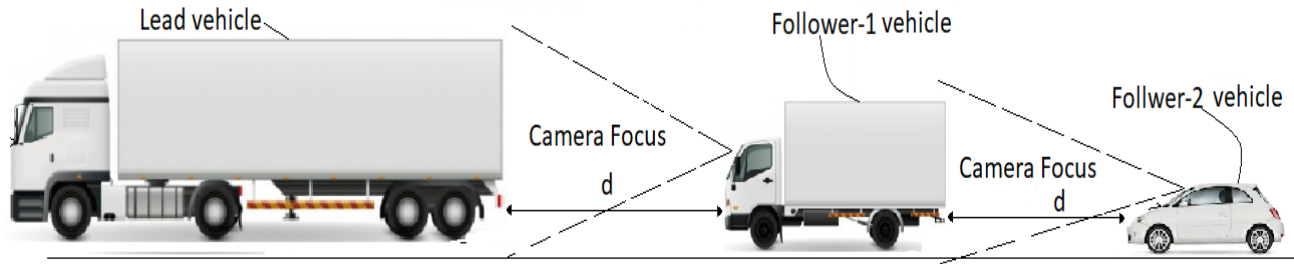 Lead vehicle
Follower-1 vehicle
Follwer-2 vehicle
Camera Focus
d
Camera Focus
d